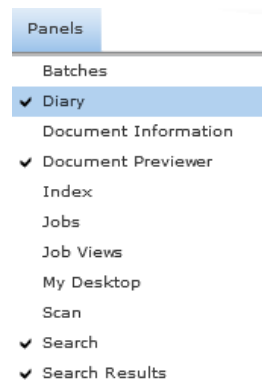 Panels
Batches
Diary
Document Information
Document Previewer
Index
Jobs
Job Views
My Desktop
Scan
Search
Search Results